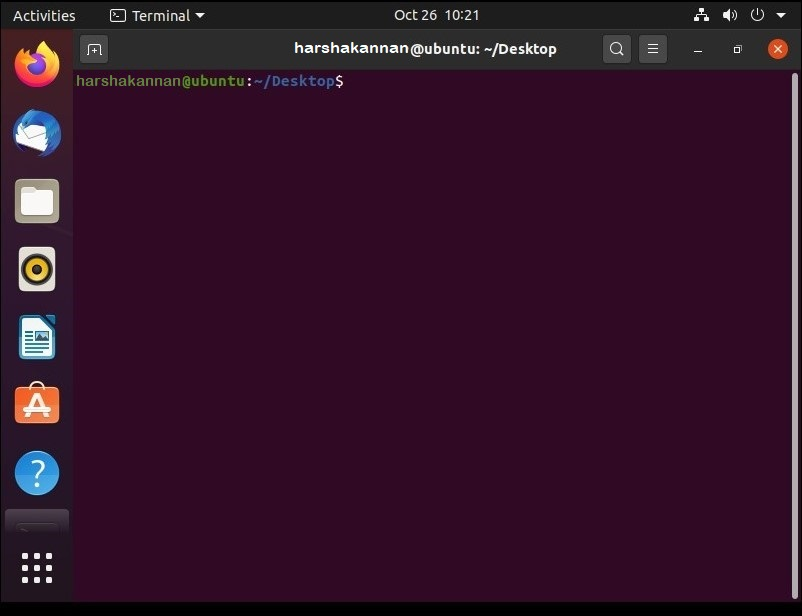 Activities Terminal Oct 26 10:21
harshakannan@ubuntu: ~/Desktop
harshakannan@ubuntu:~/Desktop$